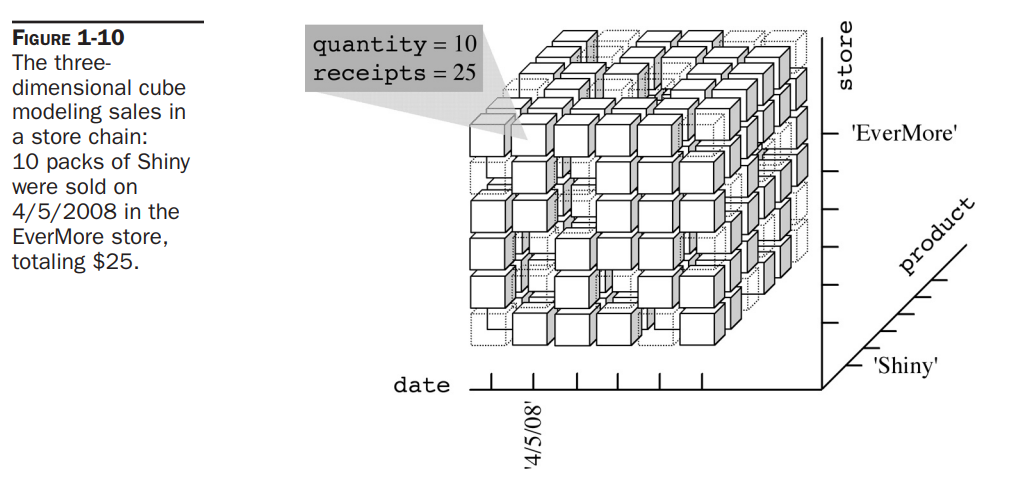 FIGURE 1-10
The three-
dimensional cube
modeling sales in
a store chain:
10 packs of Shiny
were sold on
4/5/2008 in the
EverMore store,
totaling $25.
quantity = 10
receipts = 25
store
'EverMore'
product
'Shiny'
date
'4/5/08'